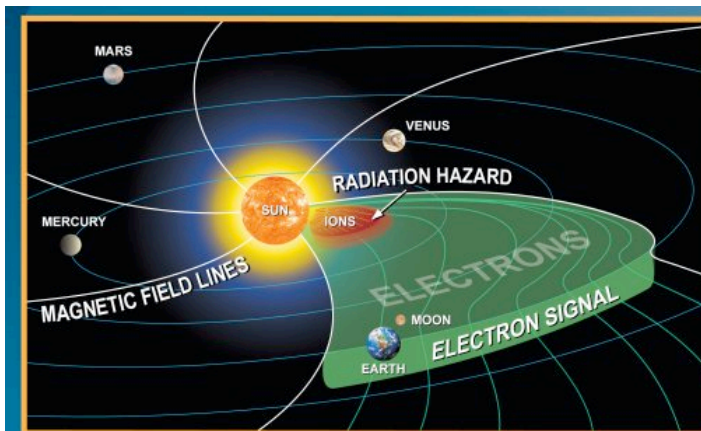 MARS
VENUS
RADIATION HAZARD
SUN
IONS
MERCURY
ELECTRONS
MAGNETIC FIELD LINES
MOON
ELECTRON SIGNAL
EARTH